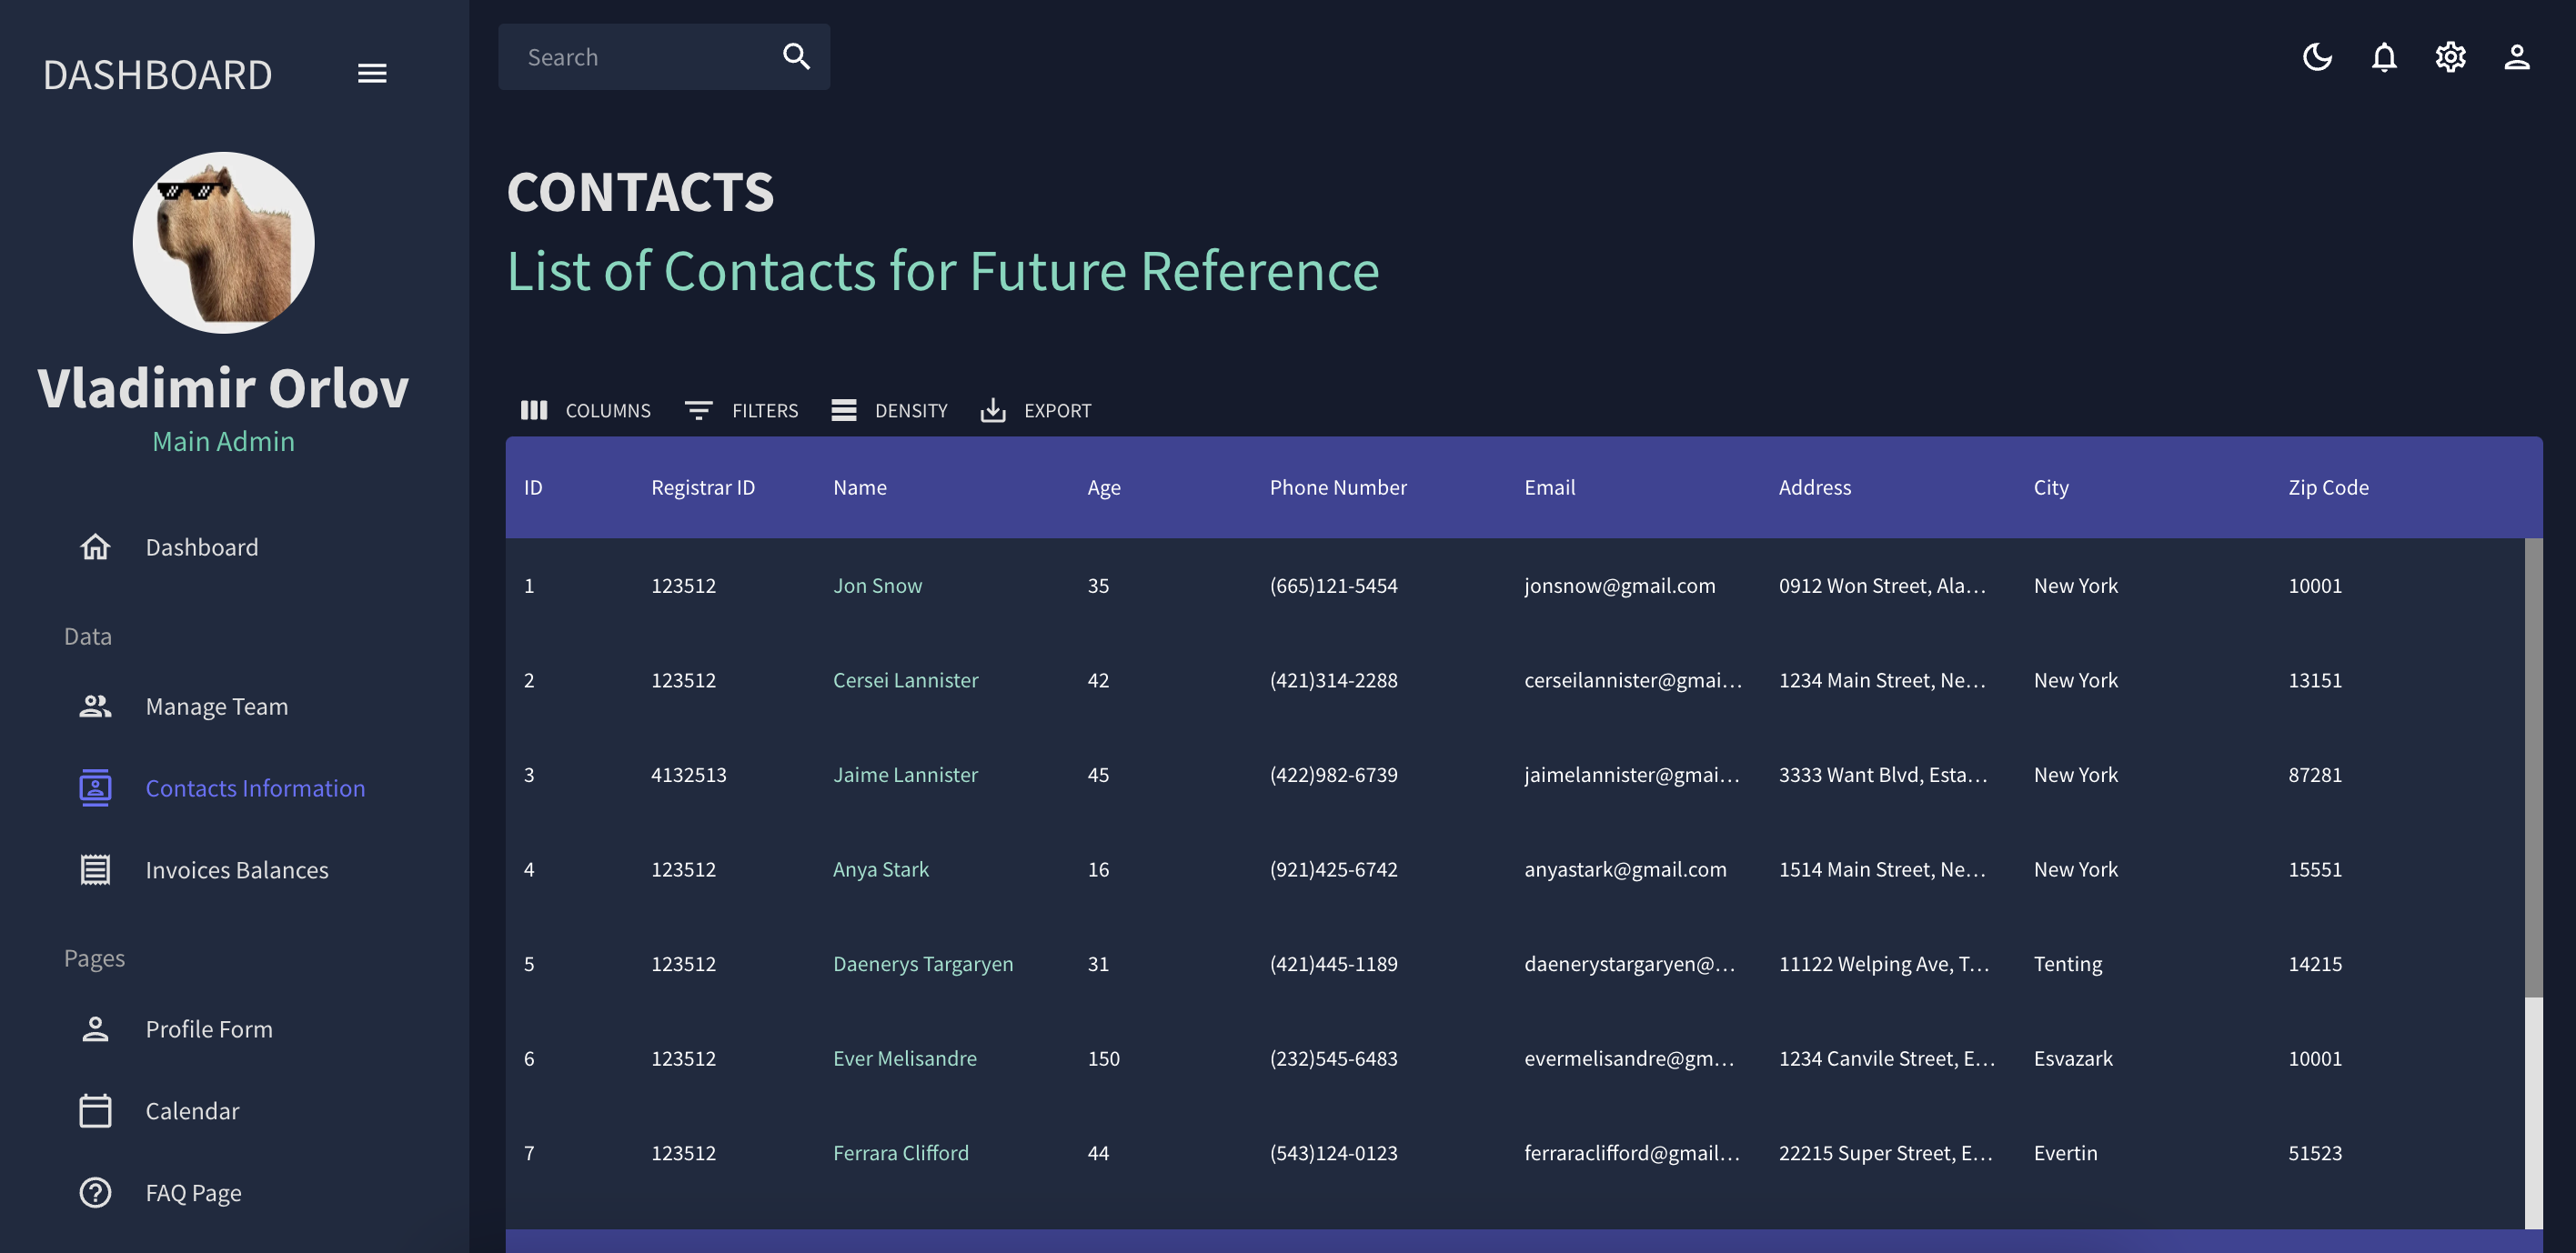 DASHBOARD
Search
Vladimir Orlov
Main Admin
Dashboard
Data
Manage Team
Contacts Information
Invoices Balances
Pages
Profile Form
Calendar
FAQ Page
CONTACTS
List of Contacts for Future Reference
COLUMNS FILTERS DENSITY EXPORT
ID Registrar ID Name Age Phone Number Email Address City Zip Code
1 123512 Jon Snow 35 (665)121-5454 jonsnow@gmail.com 0912 Won Street, Ala... New York 10001
2 123512 Cersei Lannister 42 (421)314-2288 cerseilannister@gmai... 1234 Main Street, Ne... New York 13151
3 4132513 Jaime Lannister 45 (422)982-6739 jaimelannister@gmai... 3333 Want Blvd, Esta... New York 87281
4 123512 Anya Stark 16 (921)425-6742 anyastark@gmail.com 1514 Main Street, Ne... New York 15551
5 123512 Daenerys Targaryen 31 (421)445-1189 daenerystargaryen@... 11122 Welping Ave, T... Tenting 14215
6 123512 Ever Melisandre 150 (232)545-6483 evermelisandre@gm... 1234 Canvile Street, E... Esvazark 10001
7 123512 Ferrara Clifford 44 (543)124-0123 ferraraclifford@gmail... 22215 Super Street, E... Evertin 51523